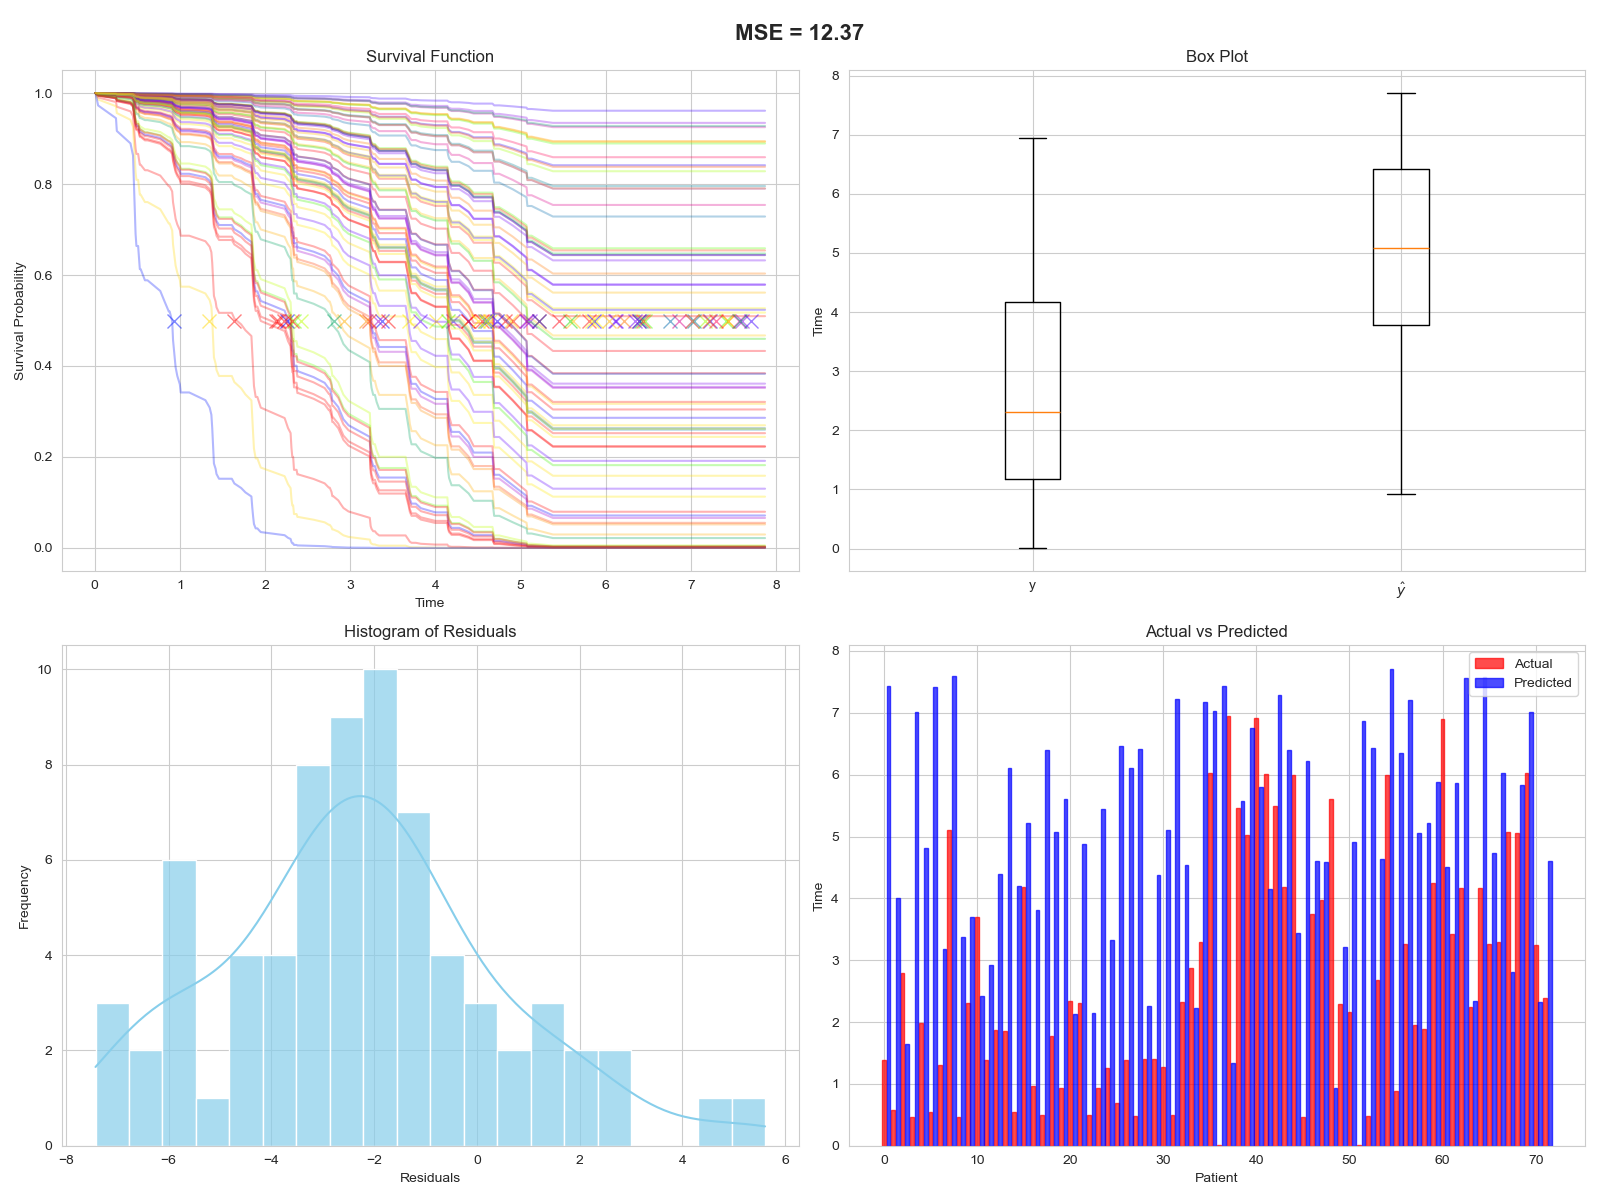 MSE = 12.37
Survival Function
1.0
0.8
0.6
0.4
0.2
0.0
Survival Probability
0 1 2 3 4 5 6 7 8
Time
Box Plot
8
7
6
5
4
3
2
1
0
Time
y ŷ
Histogram of Residuals
10
8
6
4
2
0
Frequency
−8 −6 −4 −2 0 2 4 6
Residuals
Actual vs Predicted
Actual
Predicted
8
7
6
5
4
3
2
1
0
Time
0 10 20 30 40 50 60 70
Patient